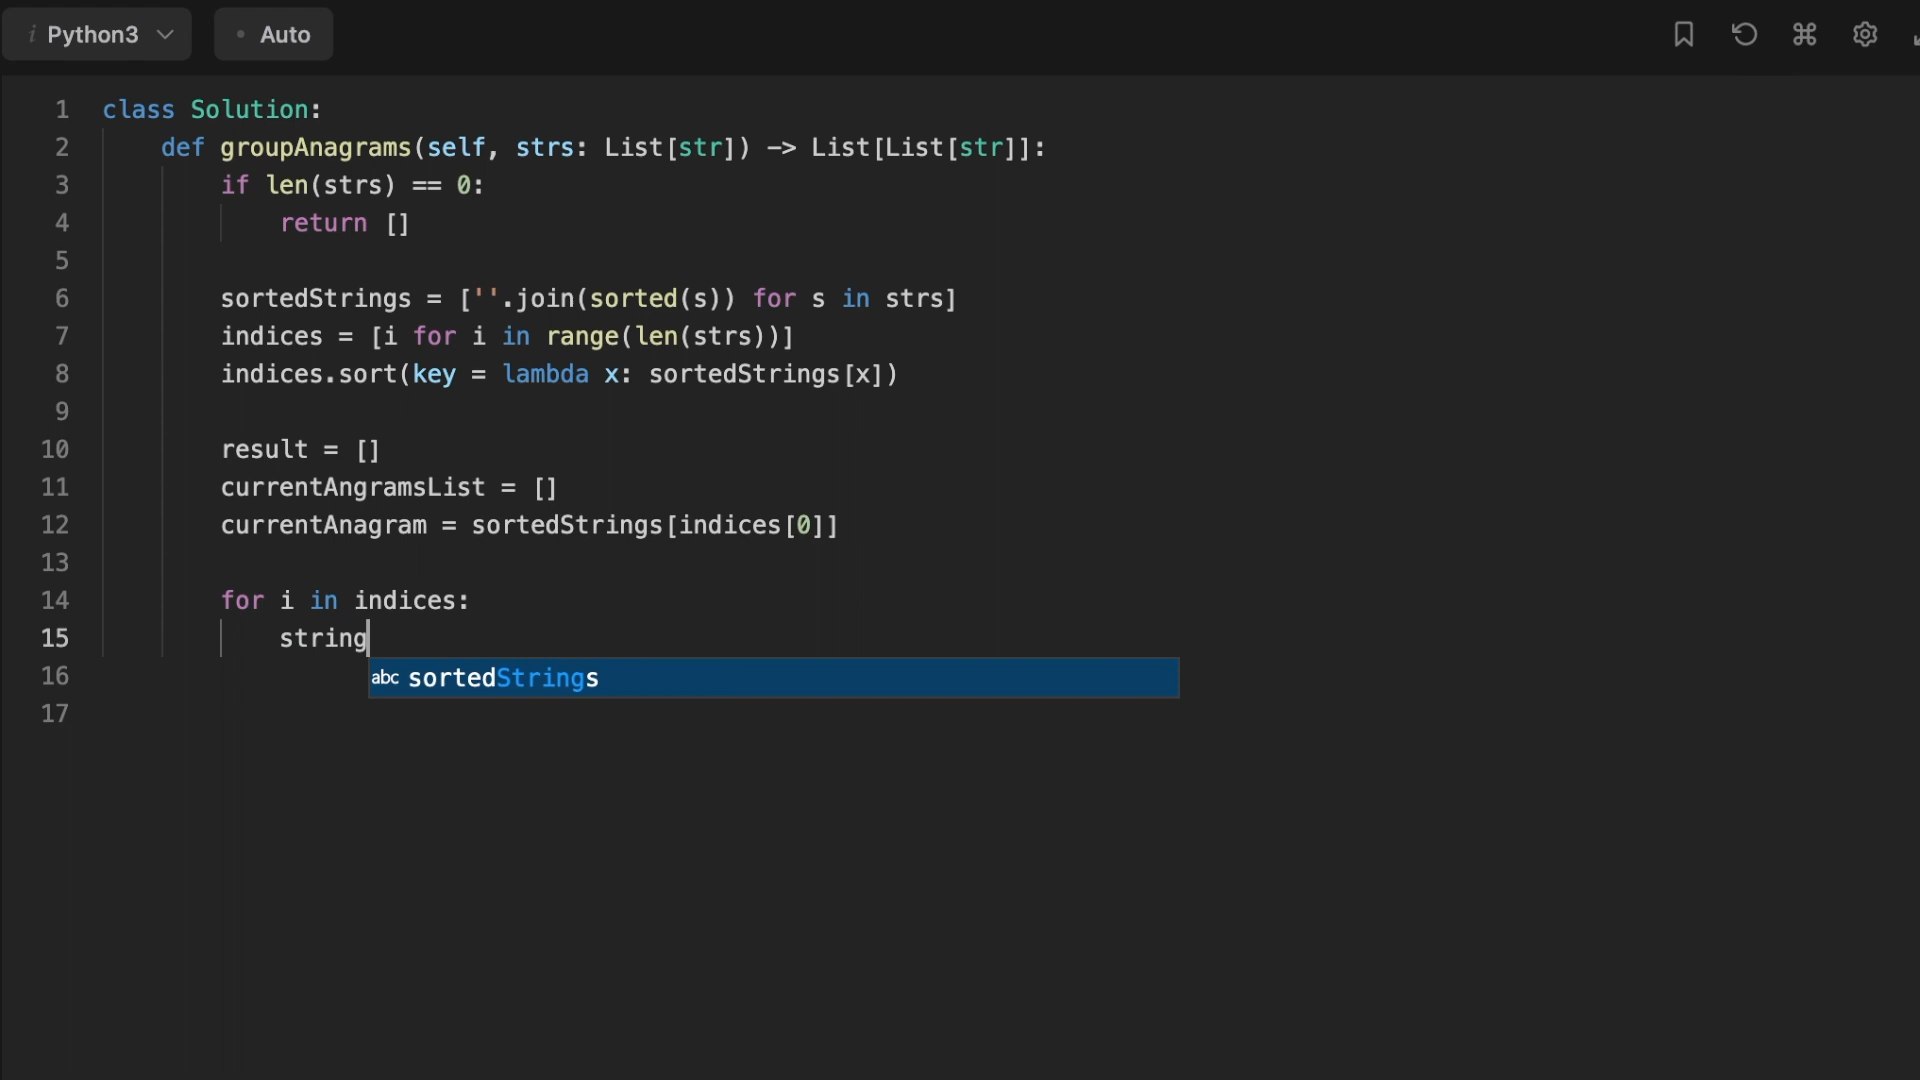 i Python3
• Auto
1 class Solution:
2 def groupAnagrams(self, strs: List[str]) -> List[List[str]]:
3 if len(strs) == 0:
4 return []
5
6 sortedStrings = [''.join(sorted(s)) for s in strs]
7 indices = [i for i in range(len(strs))]
8 indices.sort(key = lambda x: sortedStrings[x])
9
10 result = []
11 currentAngramsList = []
12 currentAnagram = sortedStrings[indices[0]]
13
14 for i in indices:
15 string
16 abc sortedStrings
17